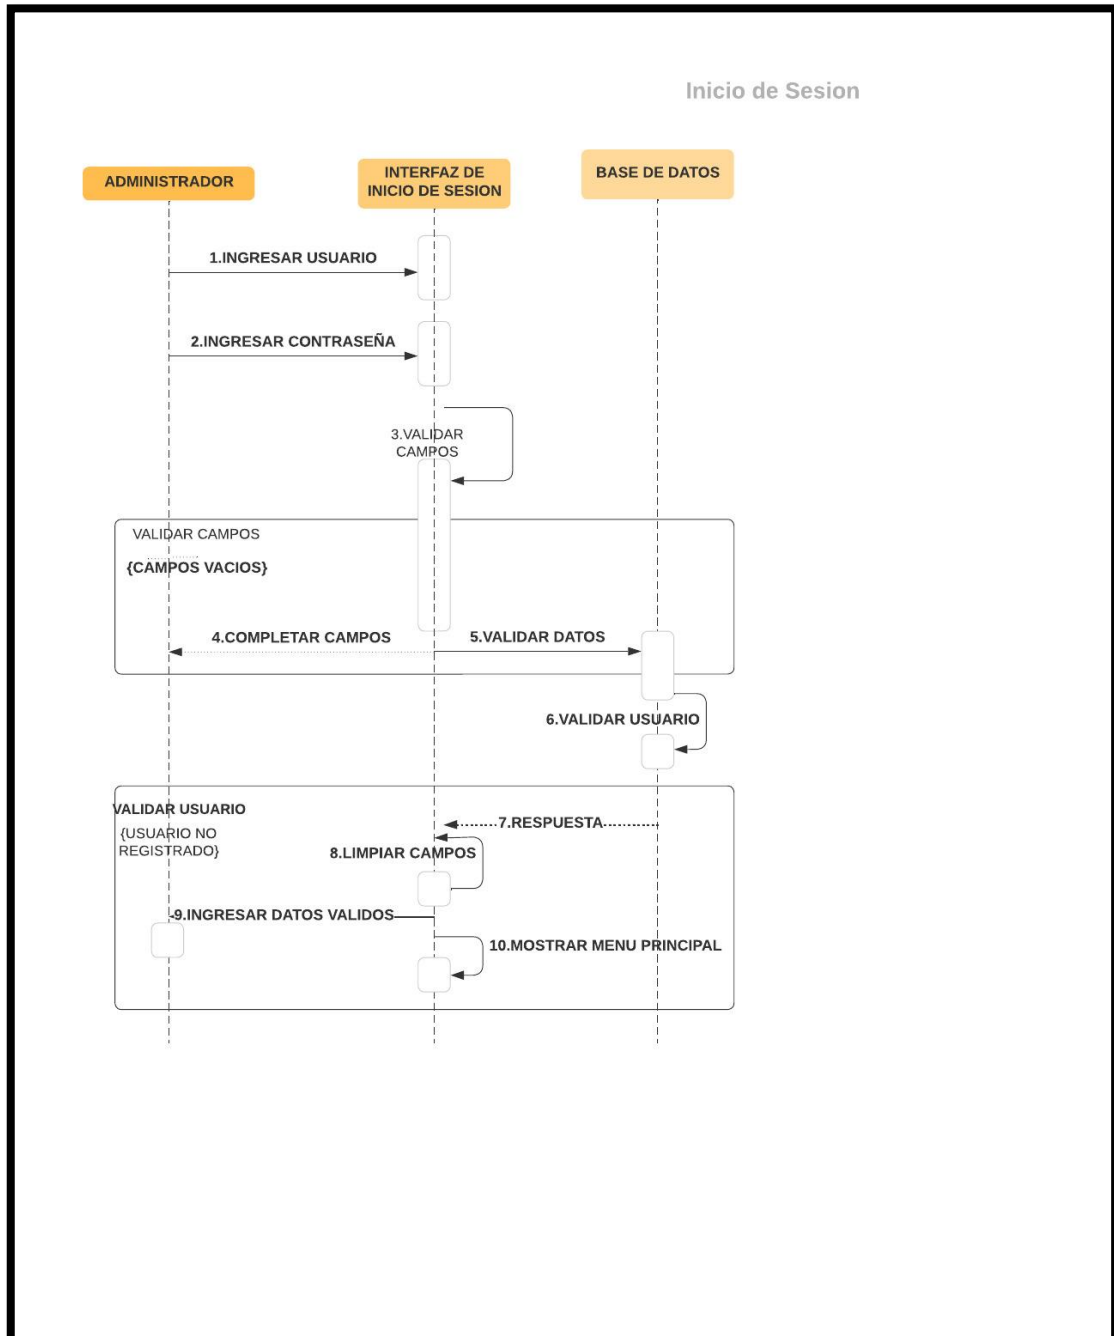 Inicio de Sesion
ADMINISTRADOR
INTERFAZ DE
INICIO DE SESION
BASE DE DATOS
1.INGRESAR USUARIO
2.INGRESAR CONTRASEÑA
3.VALIDAR
CAMPOS
VALIDAR CAMPOS
{CAMPOS VACIOS}
4.COMPLETAR CAMPOS
5.VALIDAR DATOS
6.VALIDAR USUARIO
VALIDAR USUARIO
{USUARIO NO
REGISTRADO}
7.RESPUESTA
8.LIMPIAR CAMPOS
9.INGRESAR DATOS VALIDOS
10.MOSTRAR MENU PRINCIPAL